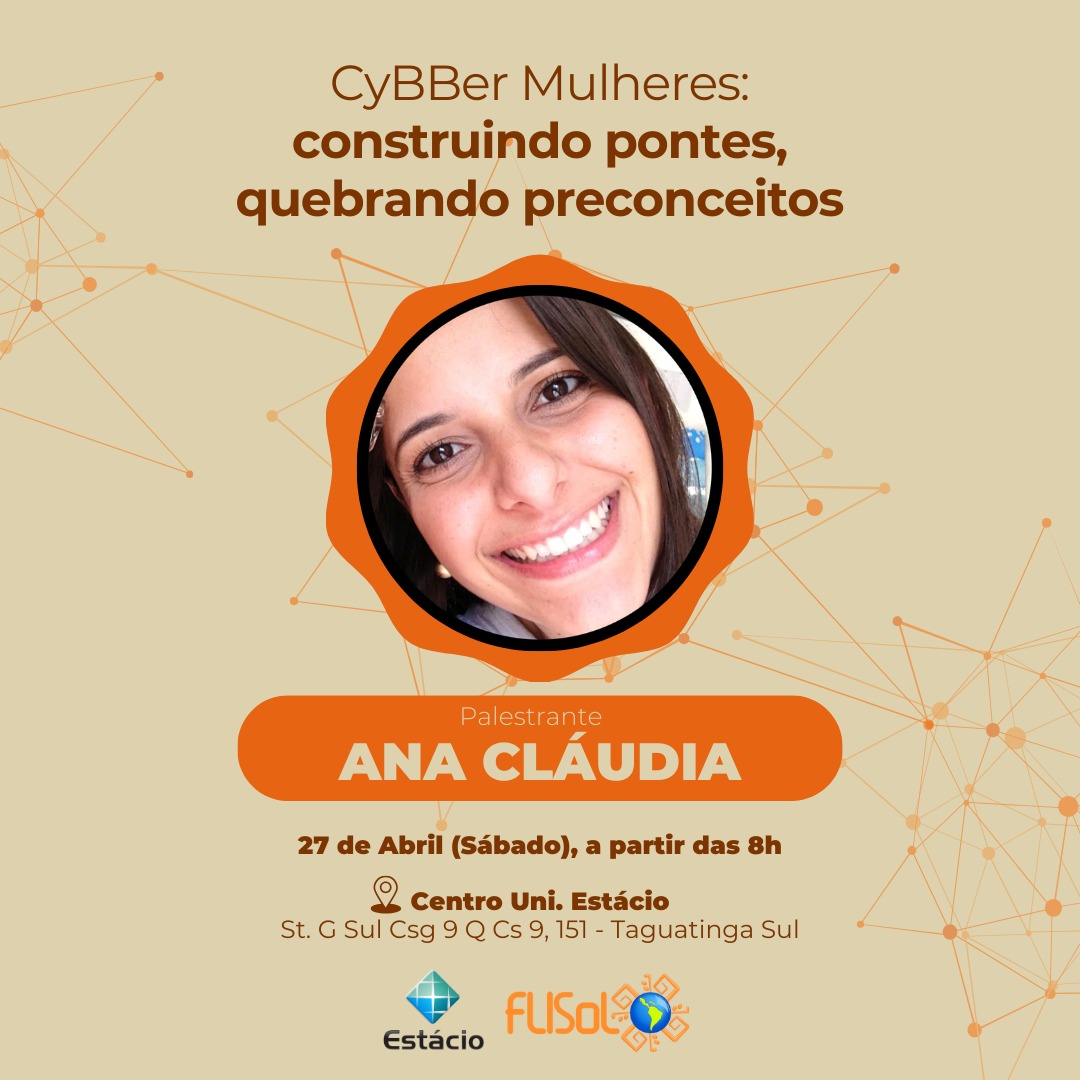 CyBBer Mulheres:
construindo pontes,
quebrando preconceitos
Palestrante
ANA CLÁUDIA
27 de Abril (Sábado), a partir das 8h
Centro Uni. Estácio
St. G Sul Csg 9 Q Cs 9, 151 - Taguatinga Sul
Estácio
FLISoL